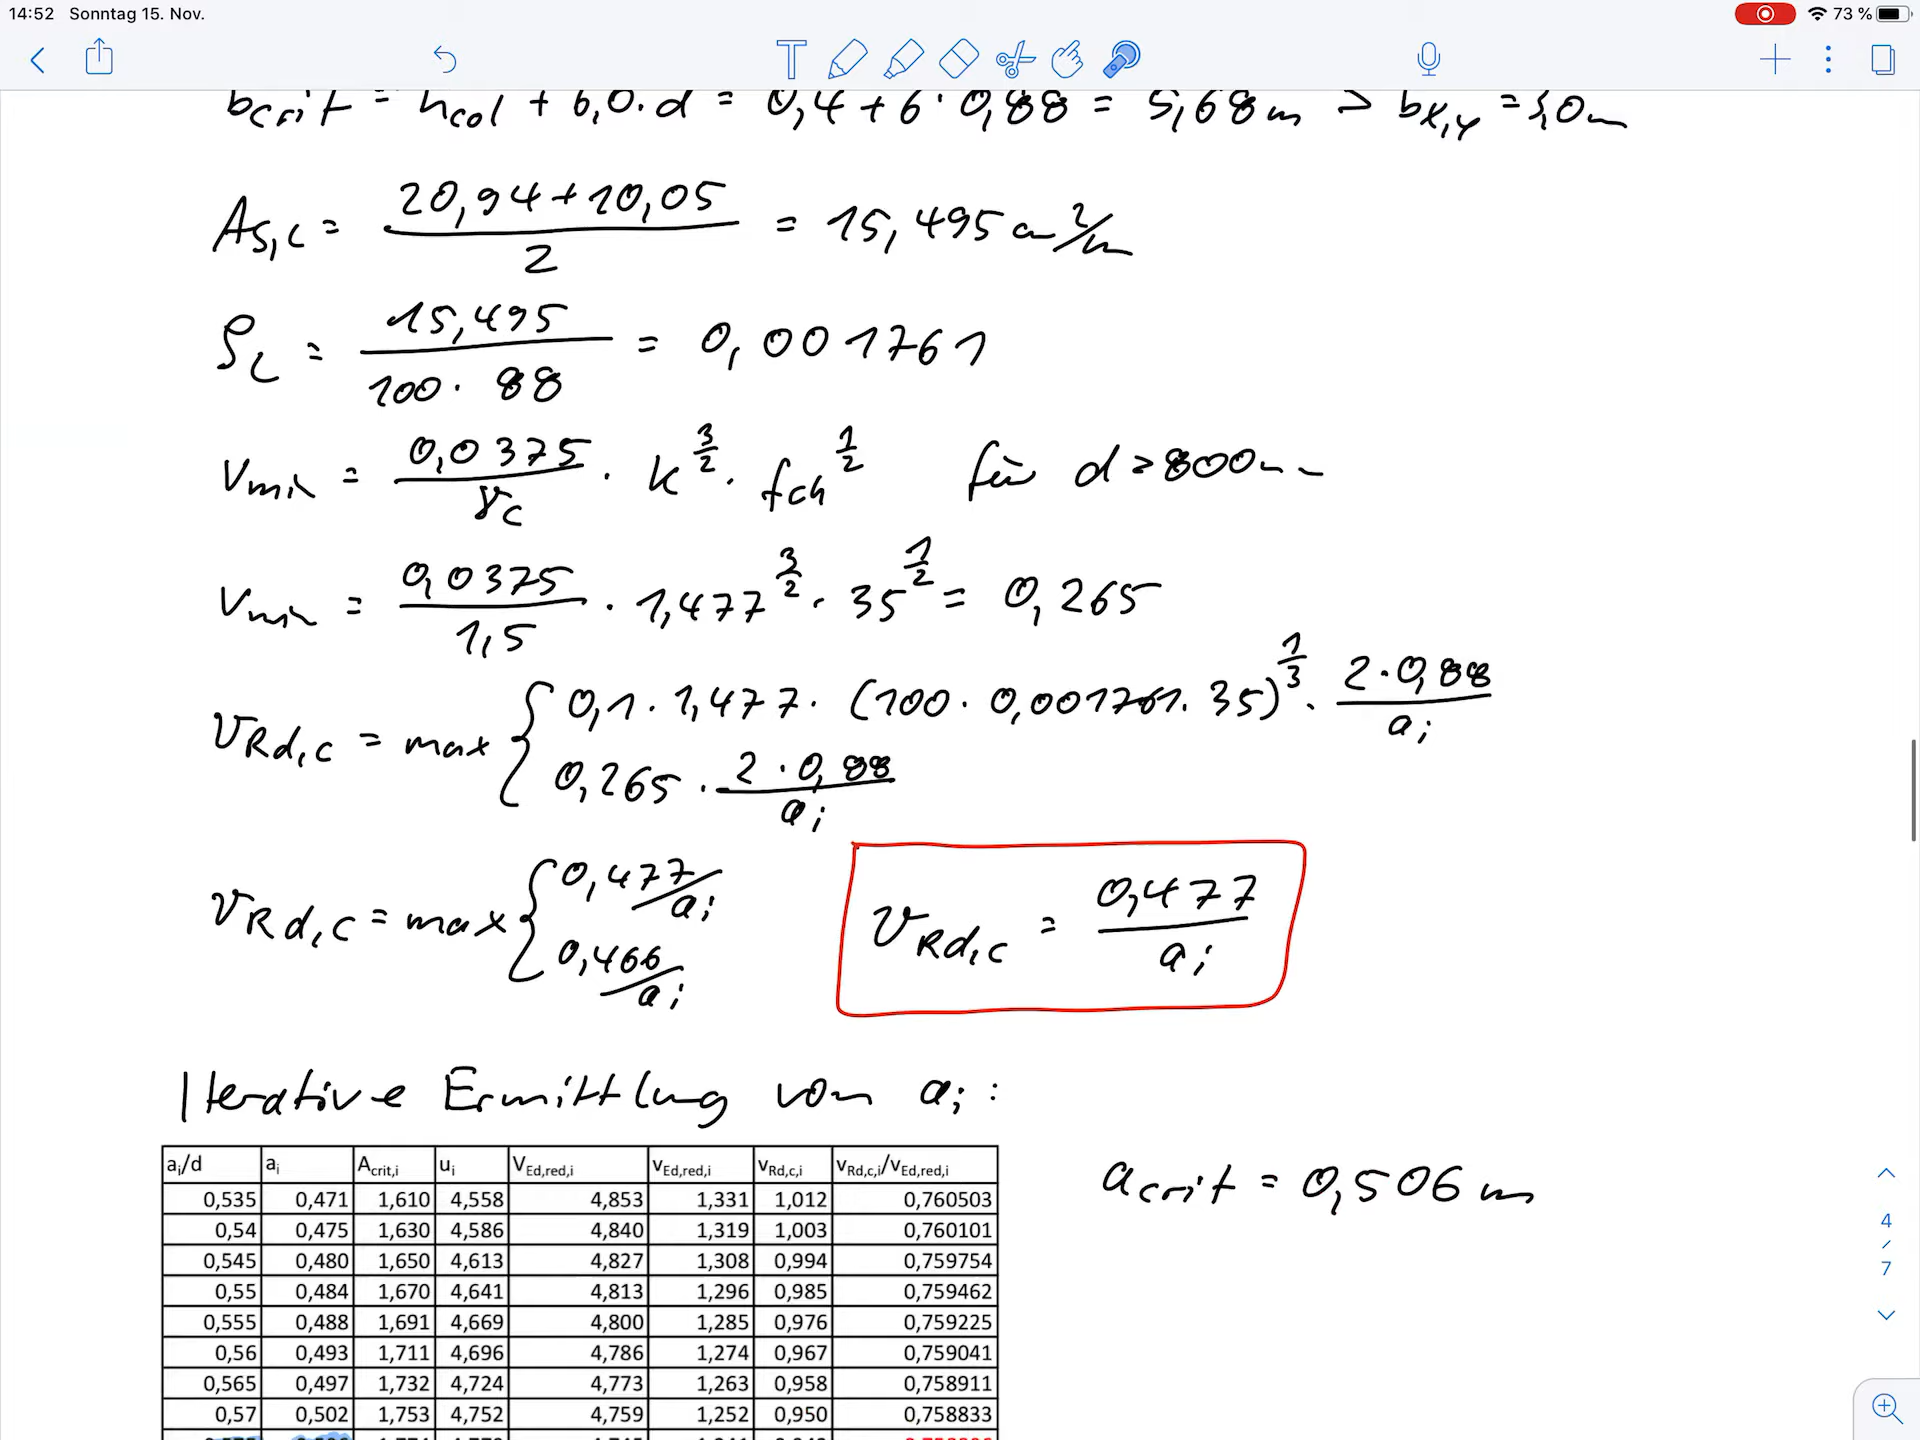 14:52 Sonntag 15. Nov. 73 %
bcrit = hcol + 6,0 · d = 0,4 + 6 · 0,88 = 5,68 m > bx,y = 3,0 m
As,L = (20,94 + 10,05) / 2 = 15,495 cm²/m
ρL = 15,495 / (100 · 88) = 0,001761
vmin = 0,0375 / γc · k^(3/2) · fck^(1/2) für d > 800mm
vmin = 0,0375 / 1,5 · 1,477^(3/2) · 35^(1/2) = 0,265
vRd,c = max { 0,1 · 1,477 · (100 · 0,001761 · 35)^(1/3) · 2 · 0,88 / ai
0,265 · 2 · 0,88 / ai
vRd,c = max { 0,477 / ai
0,466 / ai
vRd,c = 0,477 / ai
Iterative Ermittlung von ai :
acrit = 0,506 m
ai/d ai Acrit,i ui VEd,red,i vEd,red,i vRd,c,i vRd,c,i/vEd,red,i
0,535 0,471 1,610 4,558 4,853 1,331 1,012 0,760503
0,54 0,475 1,630 4,586 4,840 1,319 1,003 0,760101
0,545 0,480 1,650 4,613 4,827 1,308 0,994 0,759754
0,55 0,484 1,670 4,641 4,813 1,296 0,985 0,759462
0,555 0,488 1,691 4,669 4,800 1,285 0,976 0,759225
0,56 0,493 1,711 4,696 4,786 1,274 0,967 0,759041
0,565 0,497 1,732 4,724 4,773 1,263 0,958 0,758911
0,57 0,502 1,753 4,752 4,759 1,252 0,950 0,758833
4
/
7